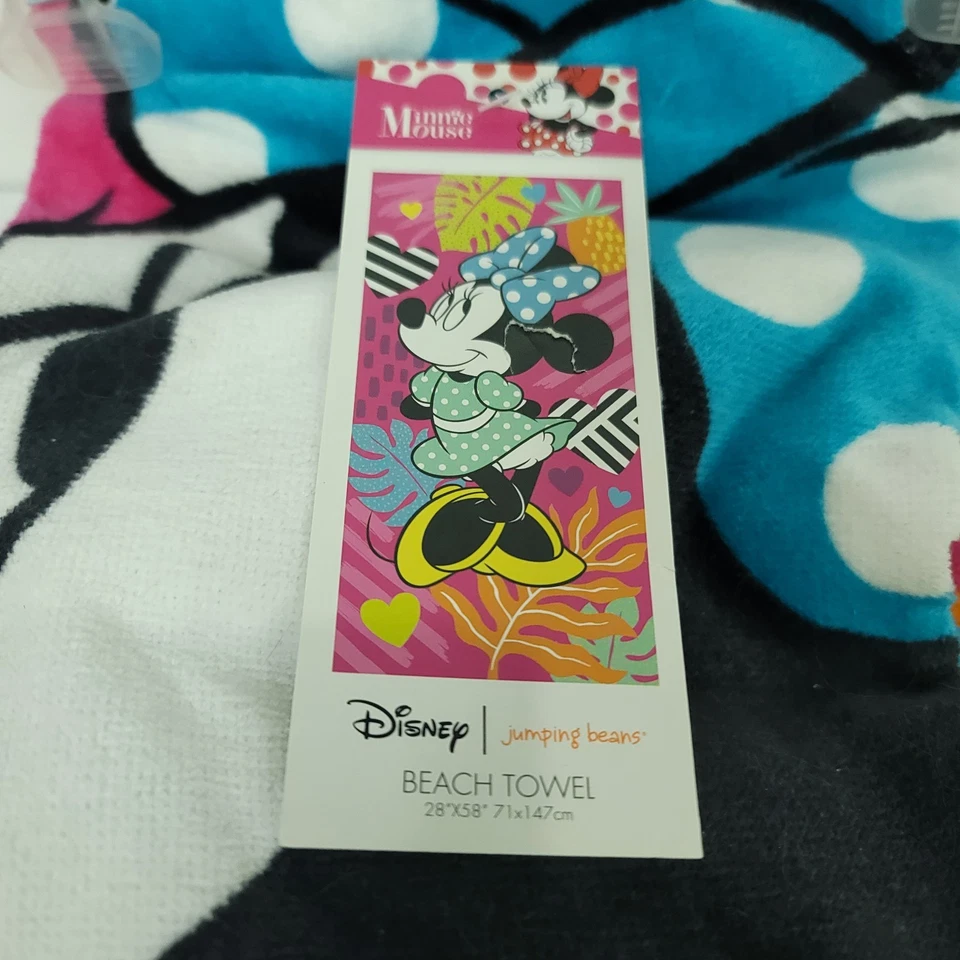 Minnie
Mouse
Disney | jumping beans®
BEACH TOWEL
28"X58" 71x147cm